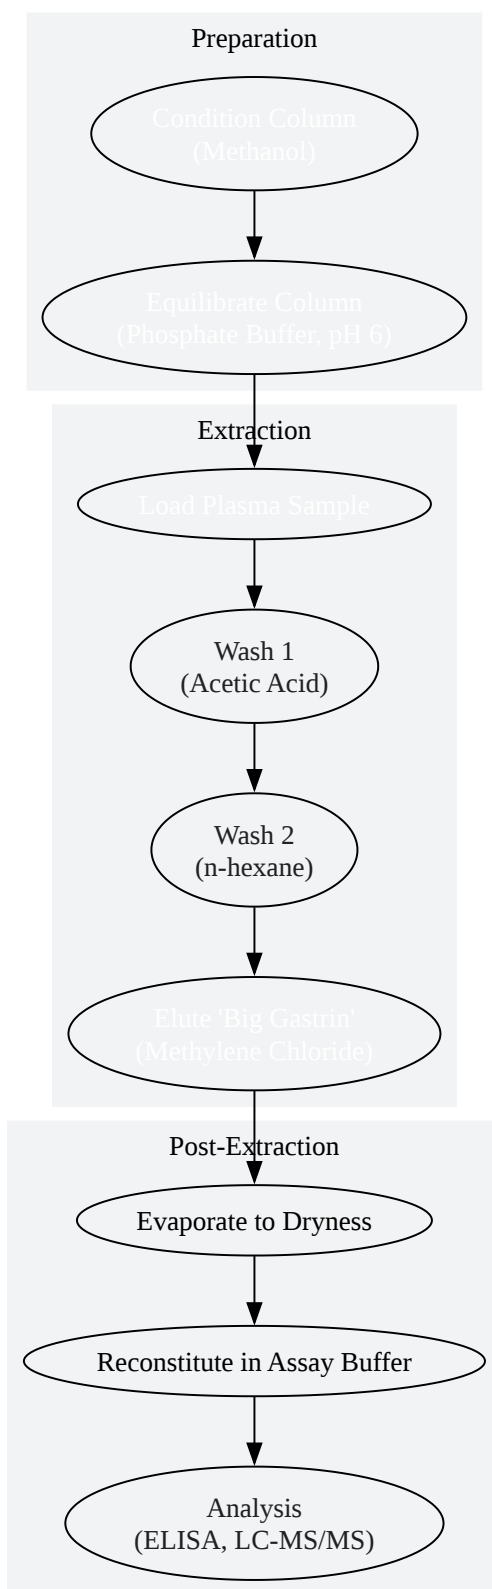 Preparation
Condition Column
(Methanol)
Equilibrate Column
(Phosphate Buffer, pH 6)
Extraction
Load Plasma Sample
Wash 1
(Acetic Acid)
Wash 2
(n-hexane)
Elute 'Big Gastrin'
(Methylene Chloride)
Post-Extraction
Evaporate to Dryness
Reconstitute in Assay Buffer
Analysis
(ELISA, LC-MS/MS)